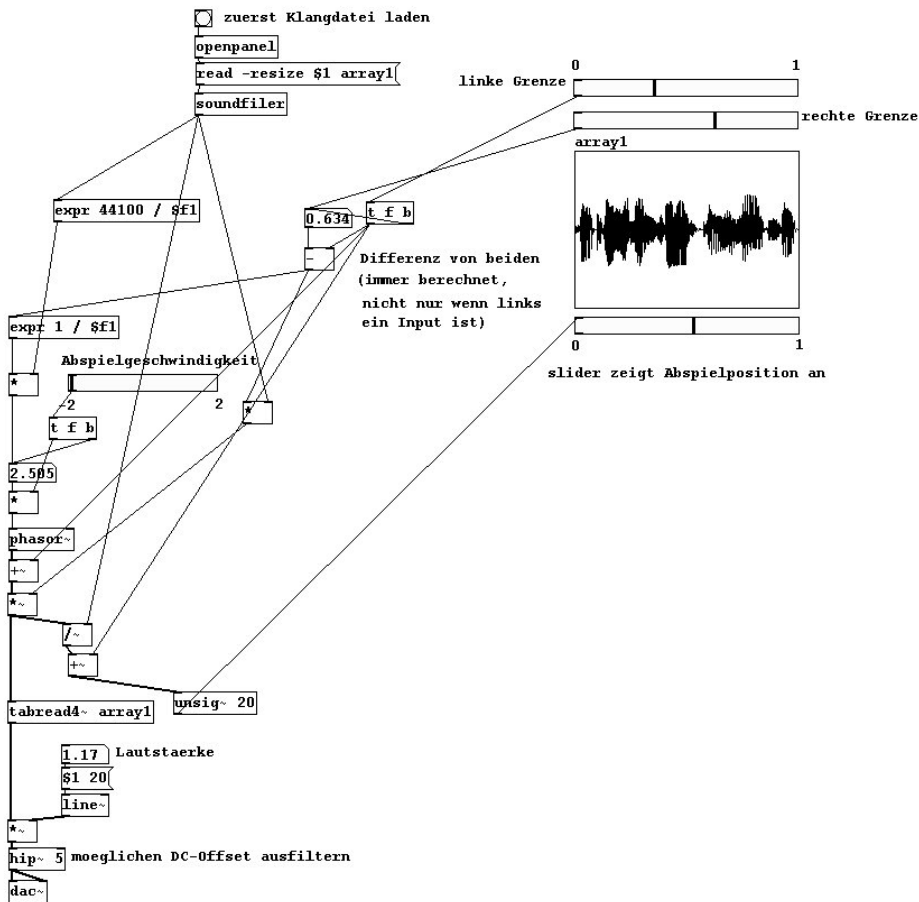 zuerst Klangdatei laden
openpanel
read -resize $1 array1
soundfiler
0 1
linke Grenze
rechte Grenze
array1
expr 44100 / $f1
0.634
t f b
-
Differenz von beiden
(immer berechnet,
nicht nur wenn links
ein Input ist)
expr 1 / $f1
0 1
slider zeigt Abspielposition an
Abspielgeschwindigkeit
*
-2 2
*
t f b
2.505
*
phasor~
+~
*~
/~
+~
unsig~ 20
tabread4~ array1
1.17 Lautstaerke
$1 20
line~
*~
hip~ 5 moeglichen DC-Offset ausfiltern
dac~